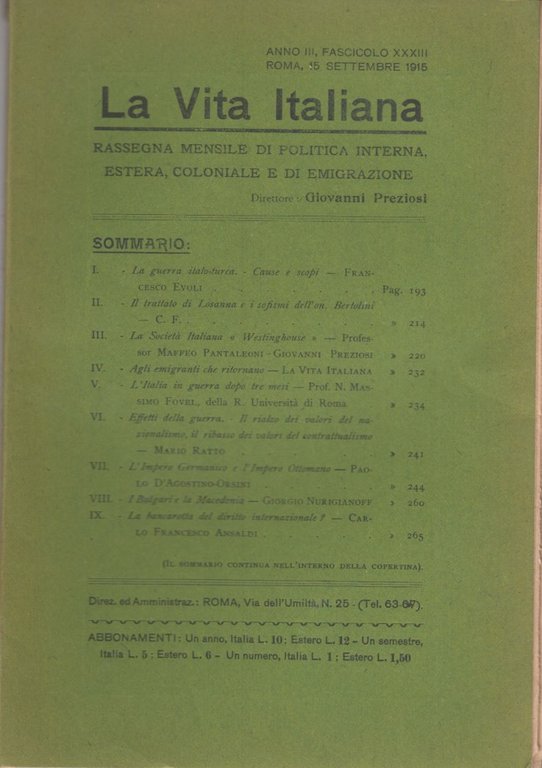 ANNO III, FASCICOLO XXXIII
ROMA, 15 SETTEMBRE 1915
La Vita Italiana
RASSEGNA MENSILE DI POLITICA INTERNA,
ESTERA, COLONIALE E DI EMIGRAZIONE
Direttore: Giovanni Preziosi
SOMMARIO:
I. - La guerra italo-turca. - Cause e scopi — FRAN-
CESCO EVOLI . . . . . Pag. 193
II. - Il trattato di Losanna e i sofismi dell'on. Bertolini
— C. F. . . . . . » 214
III. - La Società Italiana « Westinghouse » — Profes-
sor MAFFEO PANTALEONI - GIOVANNI PREZIOSI » 220
IV. - Agli emigranti che ritornano — LA VITA ITALIANA » 232
V. - L'Italia in guerra dopo tre mesi — Prof. N. MAS-
SIMO FOVEL, della R. Università di Roma . » 234
VI. - Effetti della guerra. - Il rialzo dei valori del na-
zionalismo, il ribasso dei valori del contrattualismo
— MARIO RATTO . . . . . » 241
VII. - L'Impero Germanico e l'Impero Ottomano — PAO-
LO D'AGOSTINO-ORSINI . . . . » 244
VIII. - I Bulgari e la Macedonia — GIORGIO NURIGIANOFF » 260
IX. - La bancarotta del diritto internazionale? — CAR-
LO FRANCESCO ANSALDI . . . . » 265
(IL SOMMARIO CONTINUA NELL'INTERNO DELLA COPERTINA).
Direz. ed Amministraz.: ROMA, Via dell'Umiltà, N. 25 - (Tel. 63-67).
ABBONAMENTI: Un anno, Italia L. 10; Estero L. 12 - Un semestre,
Italia L. 5; Estero L. 6 - Un numero, Italia L. 1; Estero L. 1,50